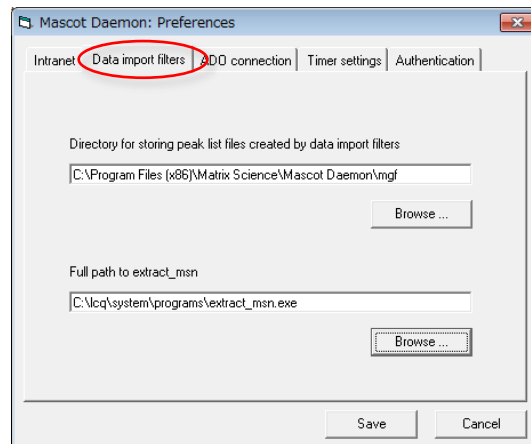 Mascot Daemon: Preferences
Intranet Data import filters ADO connection Timer settings Authentication
Directory for storing peak list files created by data import filters
C:\Program Files (x86)\Matrix Science\Mascot Daemon\mgf
Browse ...
Full path to extract_msn
C:\lcq\system\programs\extract_msn.exe
Browse ...
Save Cancel